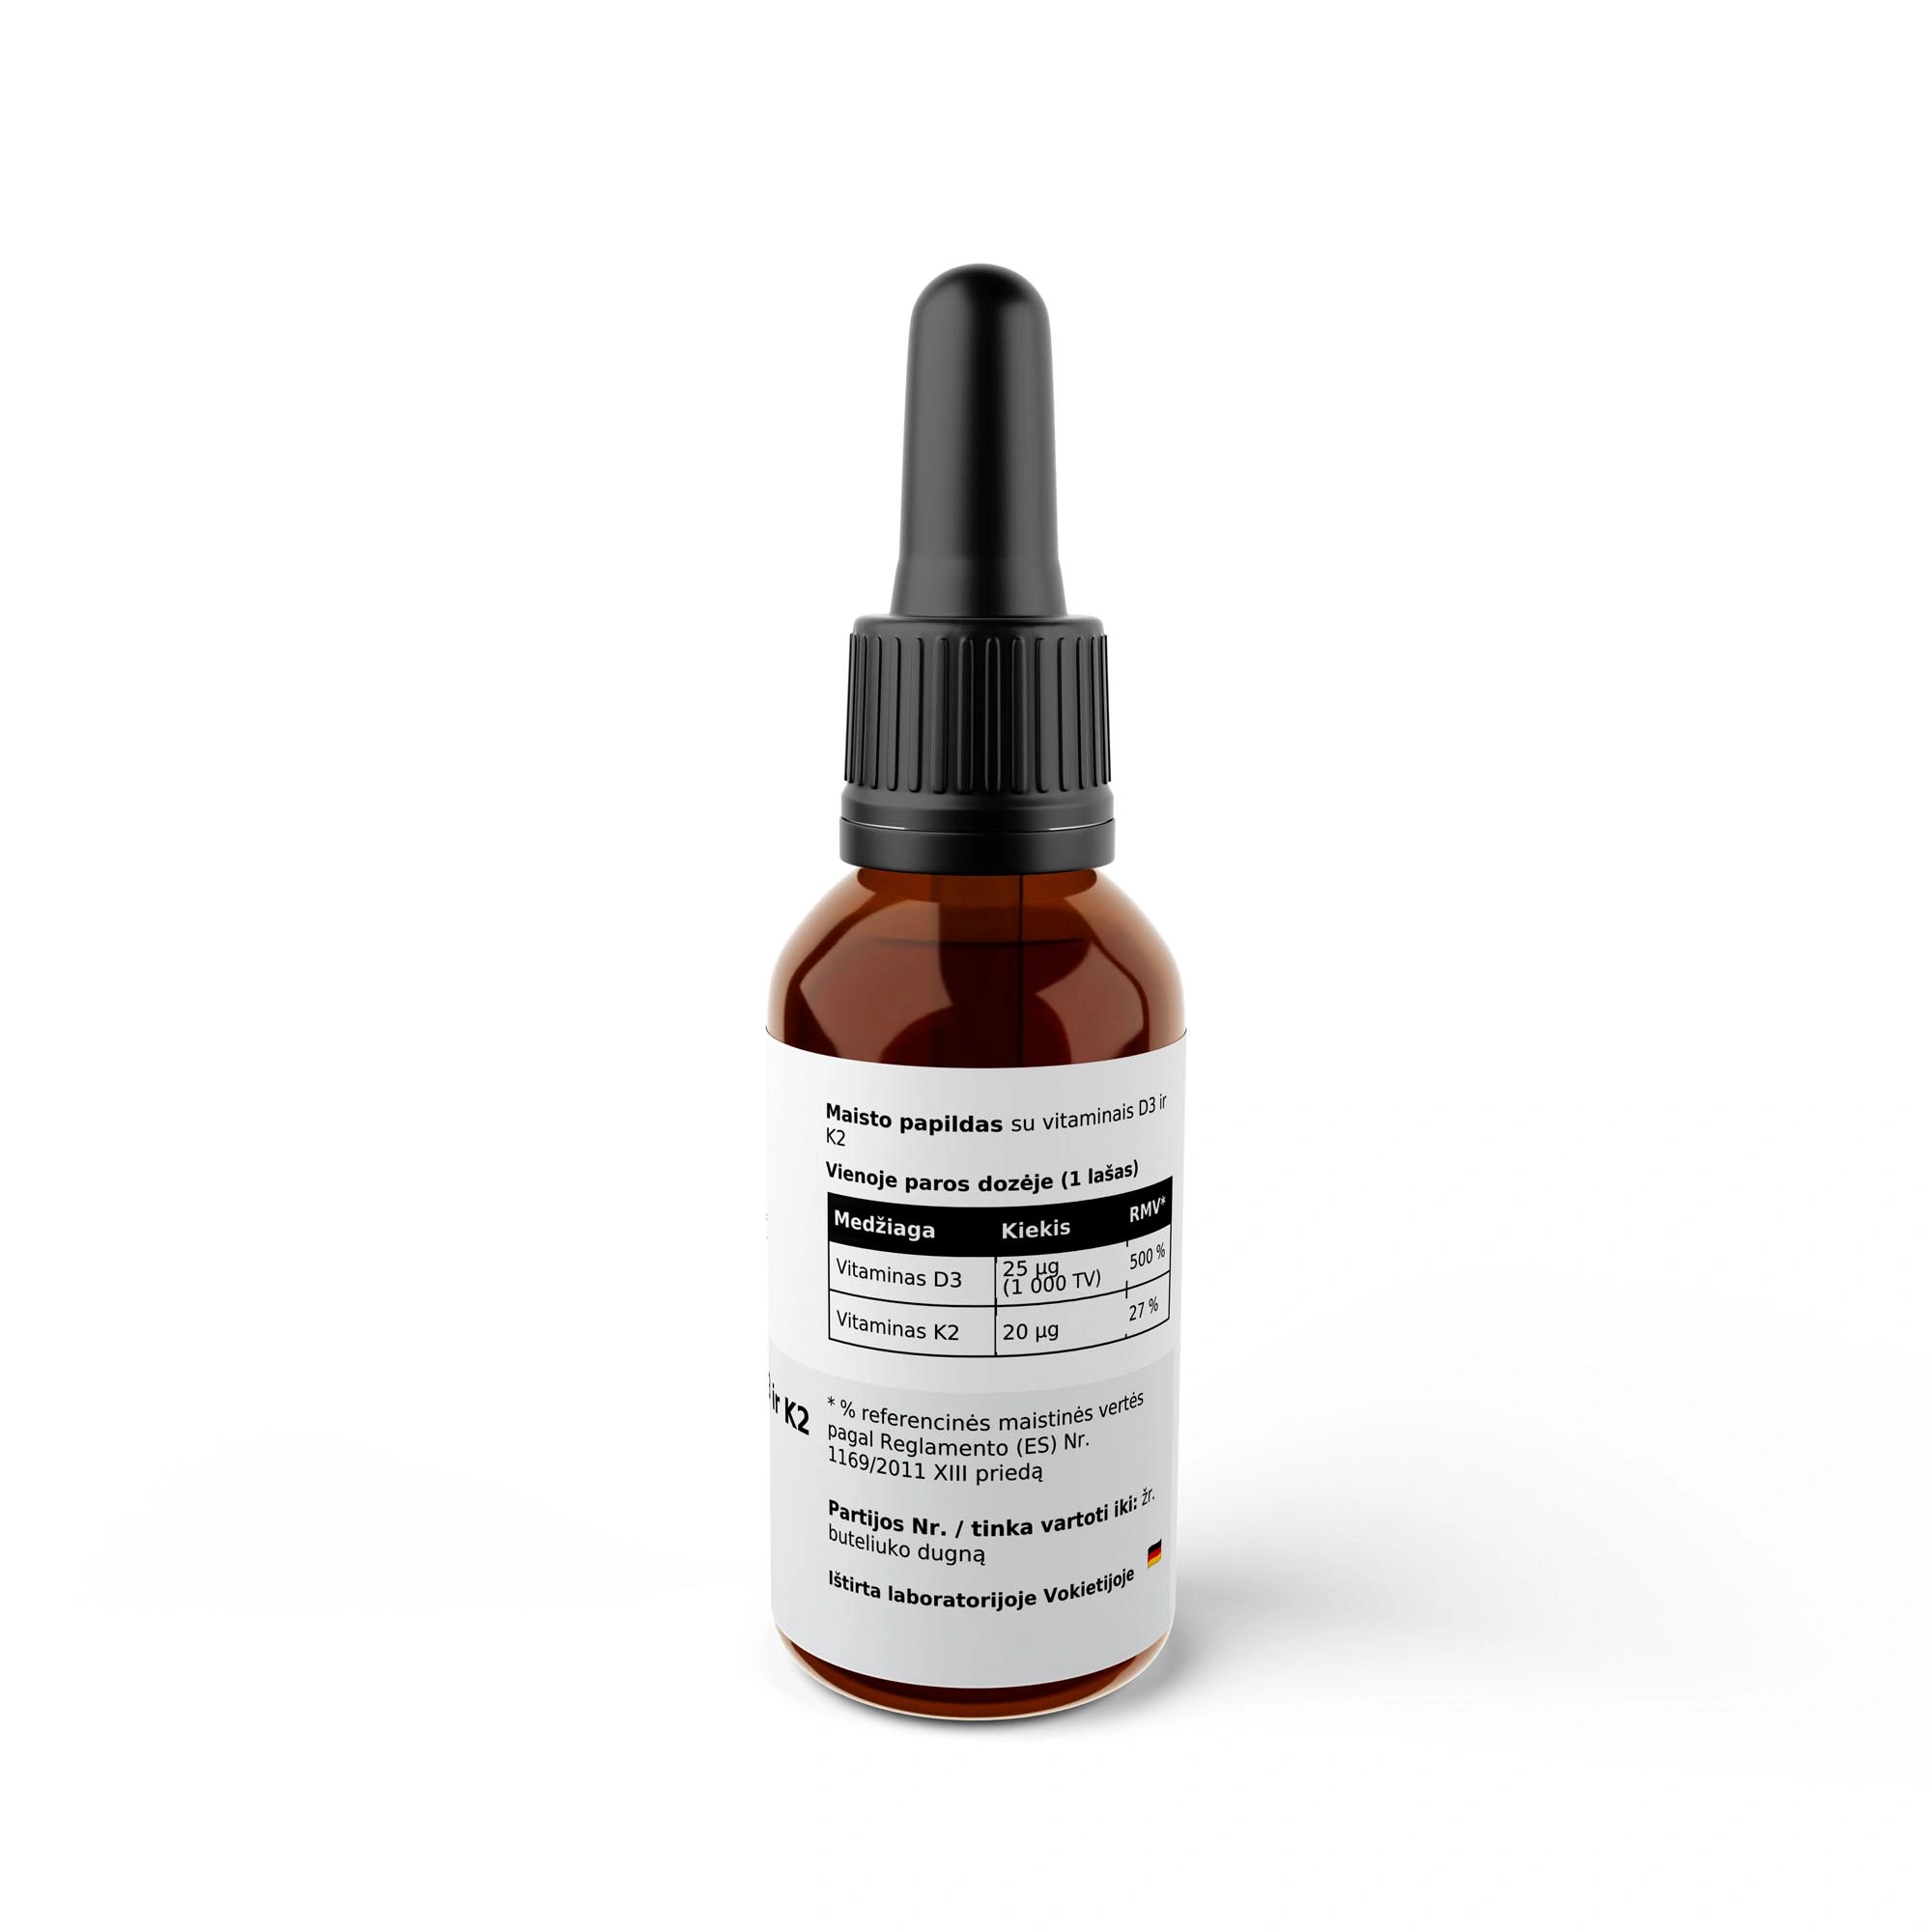 Maisto papildas su vitaminais D3 ir
K2
Vienoje paros dozėje (1 lašas)
Medžiaga Kiekis RMV*
Vitaminas D3 25 µg (1 000 TV) 500 %
Vitaminas K2 20 µg 27 %
ir K2
* % referencinės maistinės vertės
pagal Reglamento (ES) Nr.
1169/2011 XIII priedą
Partijos Nr. / tinka vartoti iki: žr.
buteliuko dugną
Ištirta laboratorijoje Vokietijoje